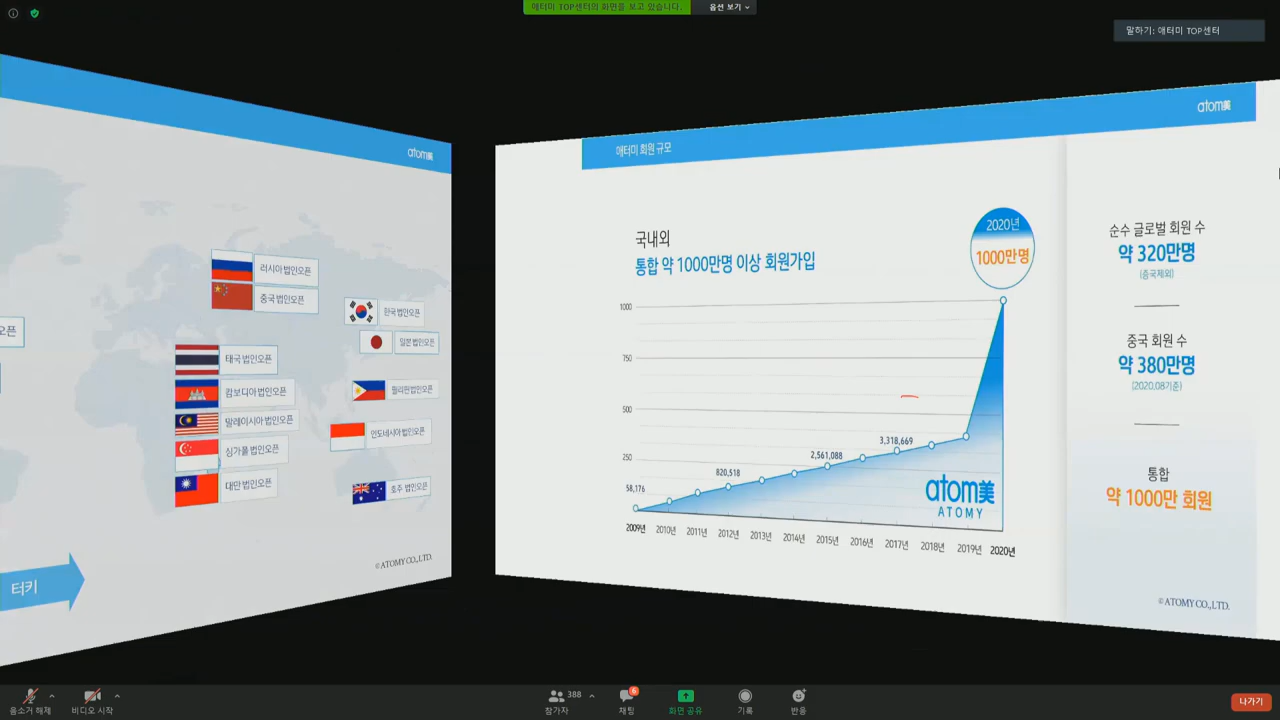 애터미 TOP센터의 화면을 보고 있습니다.
옵션 보기
말하기: 애터미 TOP센터
atom美
러시아 법인오픈
중국 법인오픈
한국 법인오픈
일본 법인오픈
태국 법인오픈
캄보디아 법인오픈
필리핀 법인오픈
말레이시아 법인오픈
인도네시아 법인오픈
싱가폴 법인오픈
대만 법인오픈
호주 법인오픈
터키
©ATOMY CO.,LTD.
atom美
애터미 회원 규모
국내외
통합 약 1000만명 이상 회원가입
2020년
1000만명
1000
750
500
250
58,176
820,518
2,561,088
3,318,669
atom美
ATOMY
2009년 2010년 2011년 2012년 2013년 2014년 2015년 2016년 2017년 2018년 2019년 2020년
순수 글로벌 회원 수
약 320만명
(중국제외)
중국 회원 수
약 380만명
(2020.08기준)
통합
약 1000만 회원
©ATOMY CO.,LTD.
음소거 해제
비디오 시작
388
참가자
6
채팅
화면 공유
기록
반응
나가기